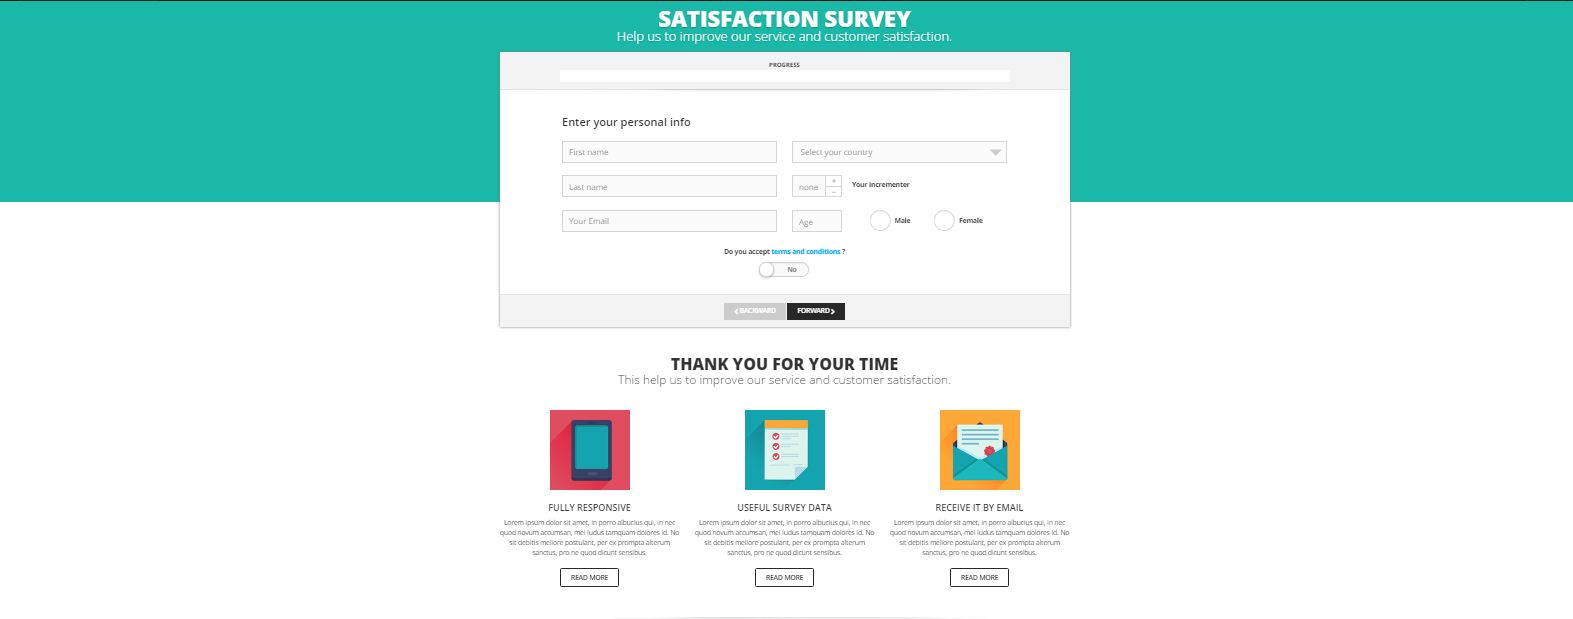 SATISFACTION SURVEY
Help us to improve our service and customer satisfaction.
PROGRESS
Enter your personal info
First name
Select your country
Last name
none + −
Your incrementer
Your Email
Age
Male
Female
Do you accept terms and conditions ?
No
BACKWARD
FORWARD
THANK YOU FOR YOUR TIME
This help us to improve our service and customer satisfaction.
FULLY RESPONSIVE
Lorem ipsum dolor sit amet, in porro albucius qui, in nec
quod novum accumsan, mei ludus tamquam dolores id. No
sit debitis meliore postulant, per ex prompta alterum
sanctus, pro ne quod dicunt sensibus.
READ MORE
USEFUL SURVEY DATA
Lorem ipsum dolor sit amet, in porro albucius qui, in nec
quod novum accumsan, mei ludus tamquam dolores id. No
sit debitis meliore postulant, per ex prompta alterum
sanctus, pro ne quod dicunt sensibus.
READ MORE
RECEIVE IT BY EMAIL
Lorem ipsum dolor sit amet, in porro albucius qui, in nec
quod novum accumsan, mei ludus tamquam dolores id. No
sit debitis meliore postulant, per ex prompta alterum
sanctus, pro ne quod dicunt sensibus.
READ MORE